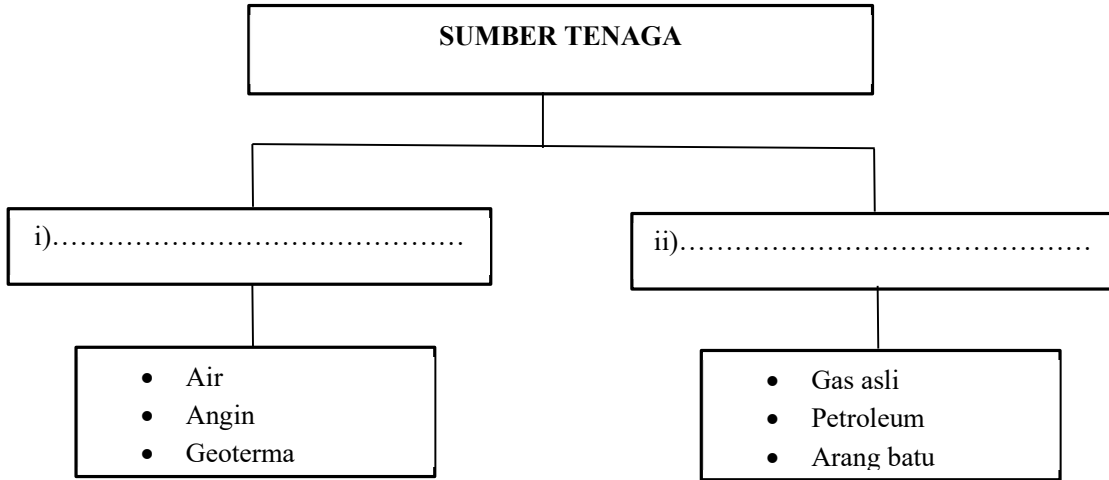 SUMBER TENAGA
i)…………………………………………
ii)…………………………………………
• Air
• Angin
• Geoterma
• Gas asli
• Petroleum
• Arang batu